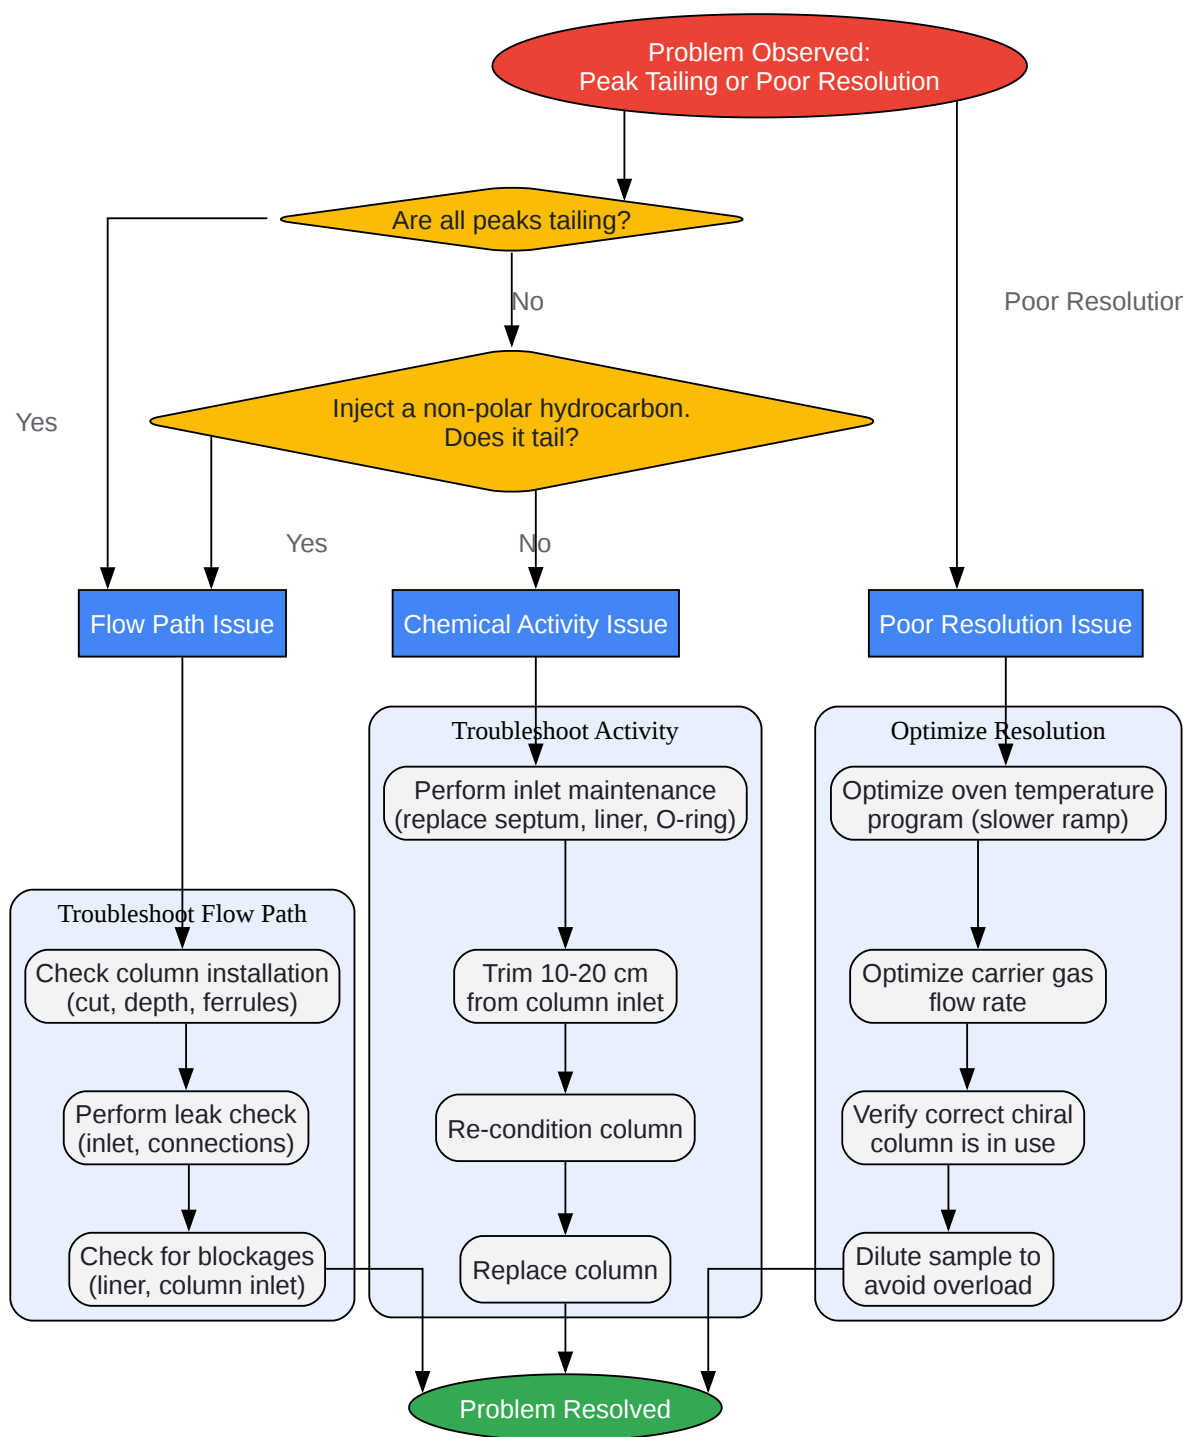 Problem Observed:
Peak Tailing or Poor Resolution
Are all peaks tailing?
No
Poor Resolution
Inject a non-polar hydrocarbon.
Does it tail?
Yes
Yes
No
Flow Path Issue
Chemical Activity Issue
Poor Resolution Issue
Troubleshoot Activity
Perform inlet maintenance
(replace septum, liner, O-ring)
Trim 10-20 cm
from column inlet
Re-condition column
Replace column
Optimize Resolution
Optimize oven temperature
program (slower ramp)
Optimize carrier gas
flow rate
Verify correct chiral
column is in use
Dilute sample to
avoid overload
Troubleshoot Flow Path
Check column installation
(cut, depth, ferrules)
Perform leak check
(inlet, connections)
Check for blockages
(liner, column inlet)
Problem Resolved